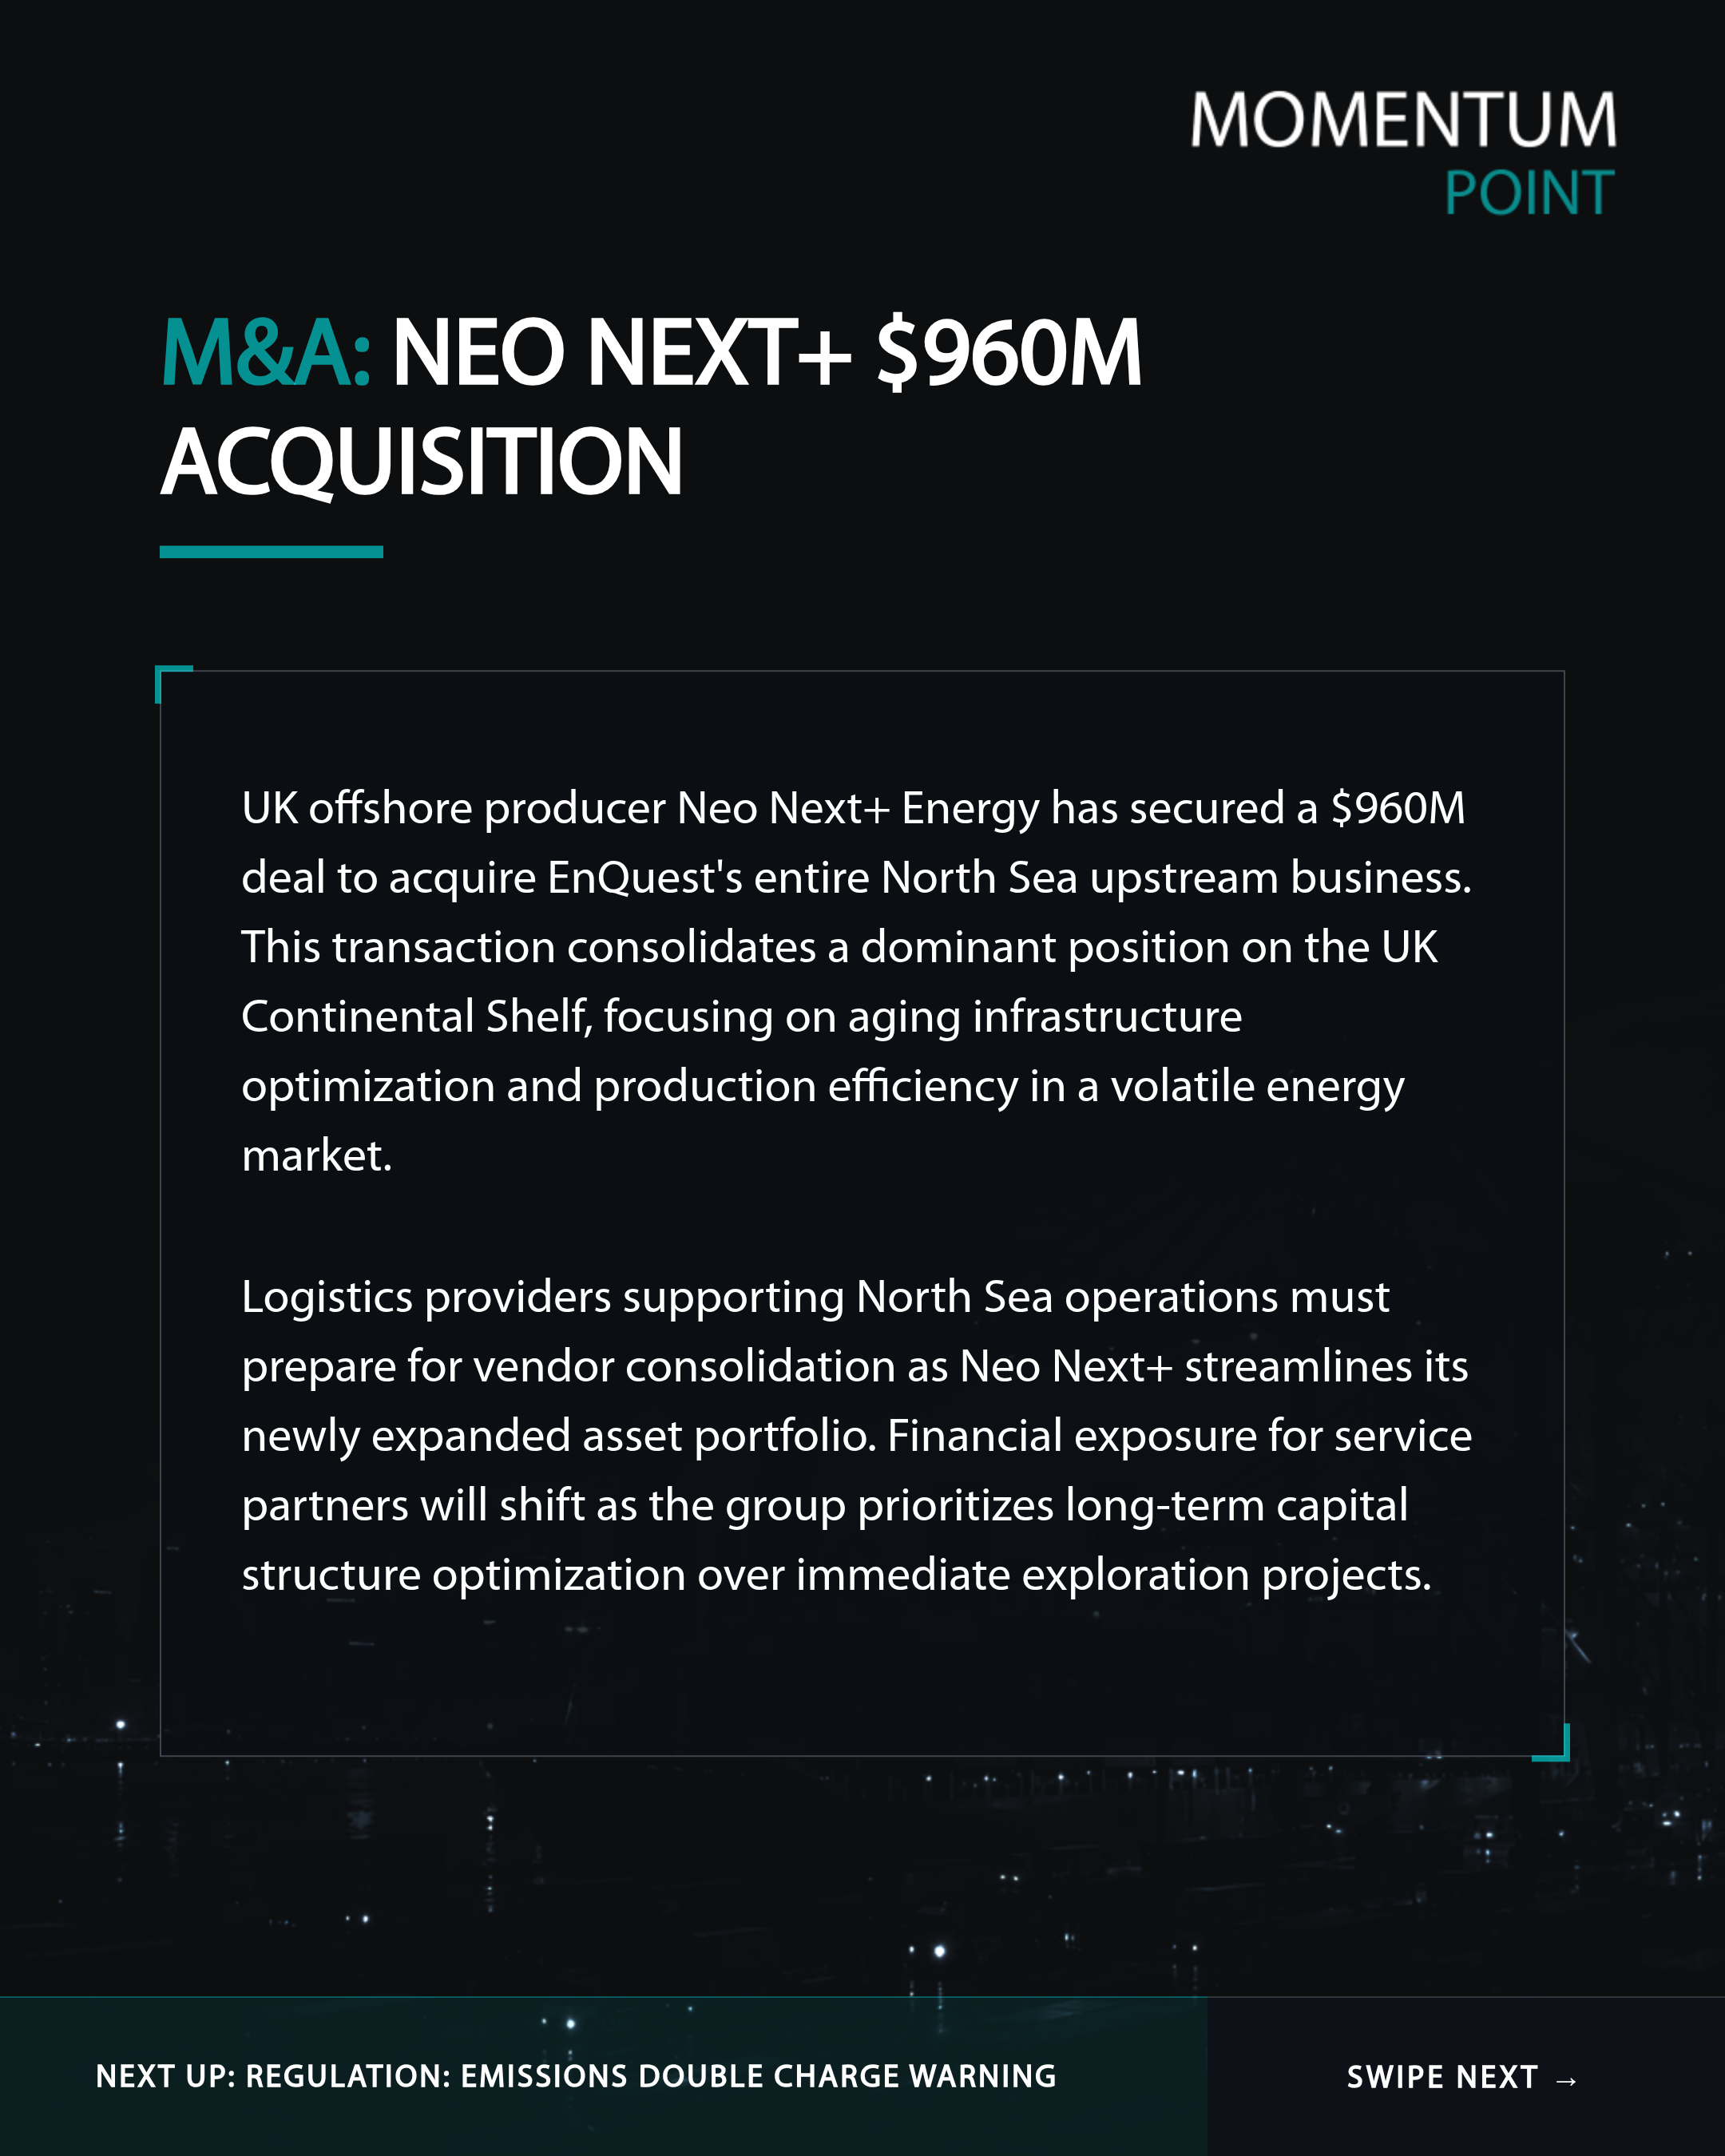 MOMENTUM
POINT
M&A: NEO NEXT+ $960M
ACQUISITION
UK offshore producer Neo Next+ Energy has secured a $960M
deal to acquire EnQuest's entire North Sea upstream business.
This transaction consolidates a dominant position on the UK
Continental Shelf, focusing on aging infrastructure
optimization and production efficiency in a volatile energy
market.
Logistics providers supporting North Sea operations must
prepare for vendor consolidation as Neo Next+ streamlines its
newly expanded asset portfolio. Financial exposure for service
partners will shift as the group prioritizes long-term capital
structure optimization over immediate exploration projects.
NEXT UP: REGULATION: EMISSIONS DOUBLE CHARGE WARNING
SWIPE NEXT →